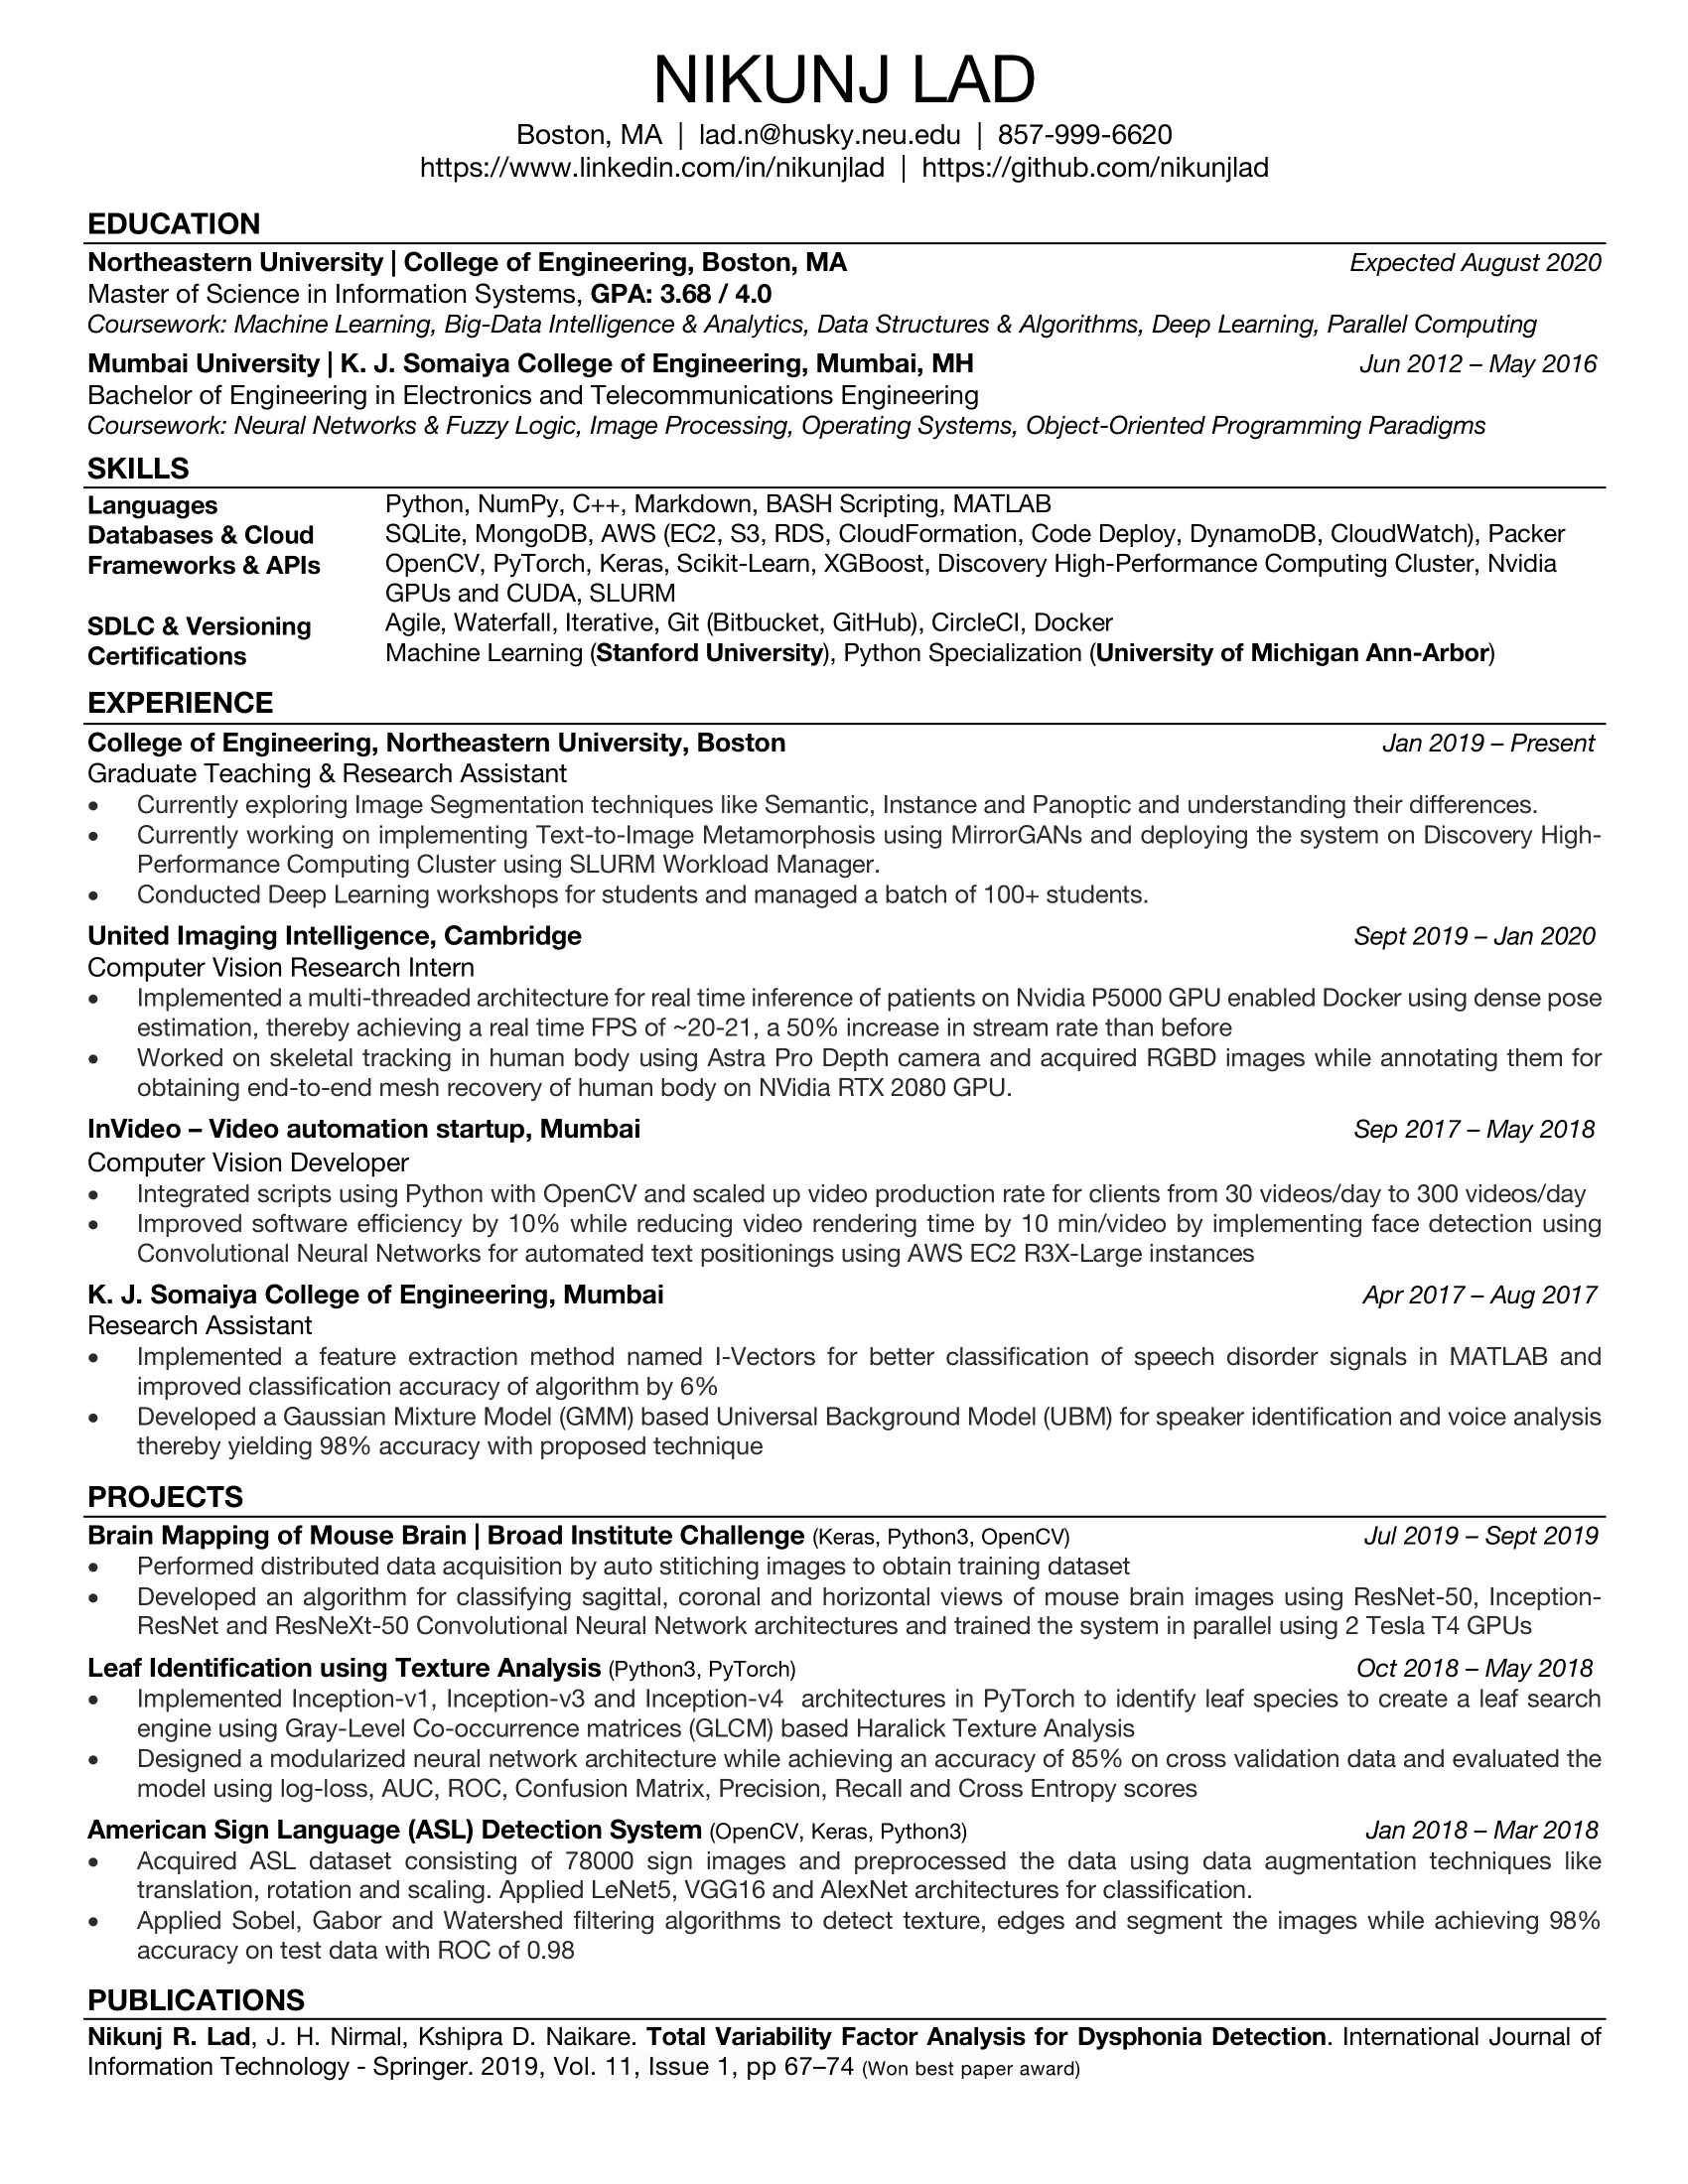 NIKUNJ LAD
Boston, MA | lad.n@husky.neu.edu | 857-999-6620
https://www.linkedin.com/in/nikunjlad | https://github.com/nikunjlad
EDUCATION
Northeastern University | College of Engineering, Boston, MA Expected August 2020
Master of Science in Information Systems, GPA: 3.68 / 4.0
Coursework: Machine Learning, Big-Data Intelligence & Analytics, Data Structures & Algorithms, Deep Learning, Parallel Computing
Mumbai University | K. J. Somaiya College of Engineering, Mumbai, MH Jun 2012 – May 2016
Bachelor of Engineering in Electronics and Telecommunications Engineering
Coursework: Neural Networks & Fuzzy Logic, Image Processing, Operating Systems, Object-Oriented Programming Paradigms
SKILLS
Languages Python, NumPy, C++, Markdown, BASH Scripting, MATLAB
Databases & Cloud SQLite, MongoDB, AWS (EC2, S3, RDS, CloudFormation, Code Deploy, DynamoDB, CloudWatch), Packer
Frameworks & APIs OpenCV, PyTorch, Keras, Scikit-Learn, XGBoost, Discovery High-Performance Computing Cluster, Nvidia
GPUs and CUDA, SLURM
SDLC & Versioning Agile, Waterfall, Iterative, Git (Bitbucket, GitHub), CircleCI, Docker
Certifications Machine Learning (Stanford University), Python Specialization (University of Michigan Ann-Arbor)
EXPERIENCE
College of Engineering, Northeastern University, Boston Jan 2019 – Present
Graduate Teaching & Research Assistant
• Currently exploring Image Segmentation techniques like Semantic, Instance and Panoptic and understanding their differences.
• Currently working on implementing Text-to-Image Metamorphosis using MirrorGANs and deploying the system on Discovery High-
Performance Computing Cluster using SLURM Workload Manager.
• Conducted Deep Learning workshops for students and managed a batch of 100+ students.
United Imaging Intelligence, Cambridge Sept 2019 – Jan 2020
Computer Vision Research Intern
• Implemented a multi-threaded architecture for real time inference of patients on Nvidia P5000 GPU enabled Docker using dense pose
estimation, thereby achieving a real time FPS of ~20-21, a 50% increase in stream rate than before
• Worked on skeletal tracking in human body using Astra Pro Depth camera and acquired RGBD images while annotating them for
obtaining end-to-end mesh recovery of human body on NVidia RTX 2080 GPU.
InVideo – Video automation startup, Mumbai Sep 2017 – May 2018
Computer Vision Developer
• Integrated scripts using Python with OpenCV and scaled up video production rate for clients from 30 videos/day to 300 videos/day
• Improved software efficiency by 10% while reducing video rendering time by 10 min/video by implementing face detection using
Convolutional Neural Networks for automated text positionings using AWS EC2 R3X-Large instances
K. J. Somaiya College of Engineering, Mumbai Apr 2017 – Aug 2017
Research Assistant
• Implemented a feature extraction method named I-Vectors for better classification of speech disorder signals in MATLAB and
improved classification accuracy of algorithm by 6%
• Developed a Gaussian Mixture Model (GMM) based Universal Background Model (UBM) for speaker identification and voice analysis
thereby yielding 98% accuracy with proposed technique
PROJECTS
Brain Mapping of Mouse Brain | Broad Institute Challenge (Keras, Python3, OpenCV) Jul 2019 – Sept 2019
• Performed distributed data acquisition by auto stitiching images to obtain training dataset
• Developed an algorithm for classifying sagittal, coronal and horizontal views of mouse brain images using ResNet-50, Inception-
ResNet and ResNeXt-50 Convolutional Neural Network architectures and trained the system in parallel using 2 Tesla T4 GPUs
Leaf Identification using Texture Analysis (Python3, PyTorch) Oct 2018 – May 2018
• Implemented Inception-v1, Inception-v3 and Inception-v4 architectures in PyTorch to identify leaf species to create a leaf search
engine using Gray-Level Co-occurrence matrices (GLCM) based Haralick Texture Analysis
• Designed a modularized neural network architecture while achieving an accuracy of 85% on cross validation data and evaluated the
model using log-loss, AUC, ROC, Confusion Matrix, Precision, Recall and Cross Entropy scores
American Sign Language (ASL) Detection System (OpenCV, Keras, Python3) Jan 2018 – Mar 2018
• Acquired ASL dataset consisting of 78000 sign images and preprocessed the data using data augmentation techniques like
translation, rotation and scaling. Applied LeNet5, VGG16 and AlexNet architectures for classification.
• Applied Sobel, Gabor and Watershed filtering algorithms to detect texture, edges and segment the images while achieving 98%
accuracy on test data with ROC of 0.98
PUBLICATIONS
Nikunj R. Lad, J. H. Nirmal, Kshipra D. Naikare. Total Variability Factor Analysis for Dysphonia Detection. International Journal of
Information Technology - Springer. 2019, Vol. 11, Issue 1, pp 67–74 (Won best paper award)